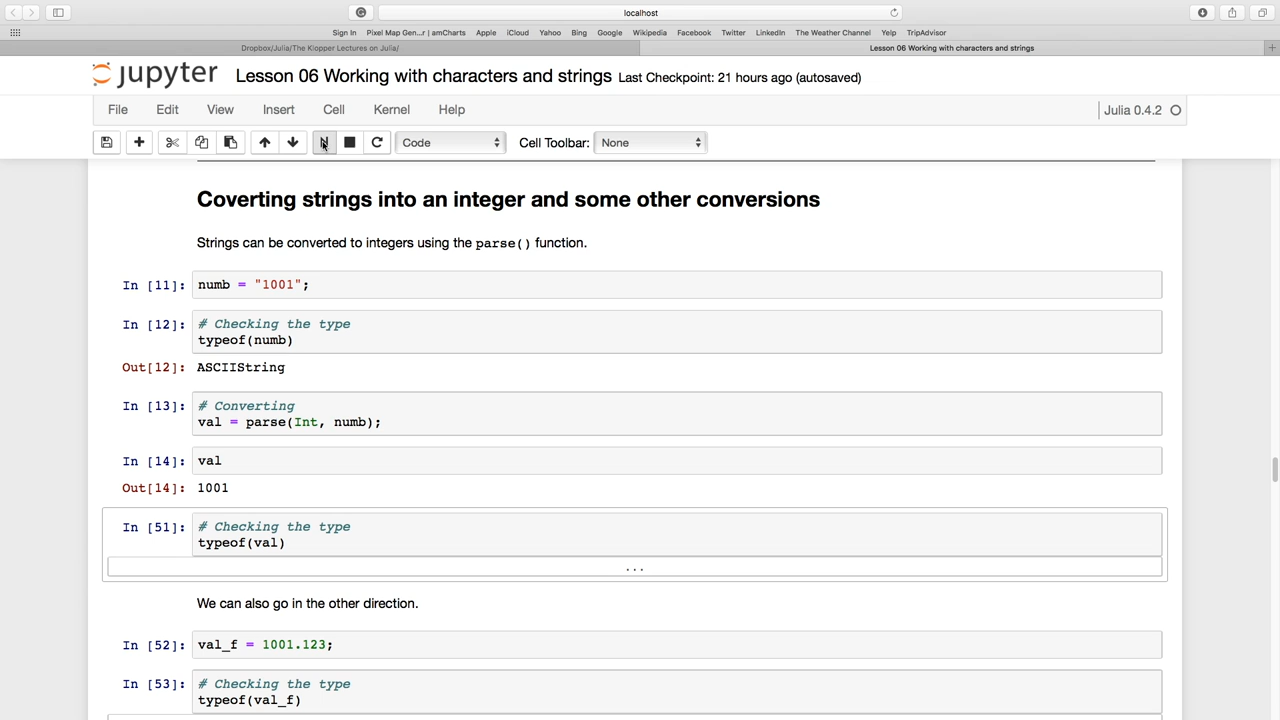 localhost
Sign In Pixel Map Gen...r | amCharts Apple iCloud Yahoo Bing Google Wikipedia Facebook Twitter LinkedIn The Weather Channel Yelp TripAdvisor
Dropbox/Julia/The Klopper Lectures on Julia/ Lesson 06 Working with characters and strings
jupyter Lesson 06 Working with characters and strings Last Checkpoint: 21 hours ago (autosaved)
File Edit View Insert Cell Kernel Help Julia 0.4.2
Code Cell Toolbar: None
Coverting strings into an integer and some other conversions
Strings can be converted to integers using the parse() function.
In [11]: numb = "1001";
In [12]: # Checking the type
typeof(numb)
Out[12]: ASCIIString
In [13]: # Converting
val = parse(Int, numb);
In [14]: val
Out[14]: 1001
In [51]: # Checking the type
typeof(val)
...
We can also go in the other direction.
In [52]: val_f = 1001.123;
In [53]: # Checking the type
typeof(val_f)